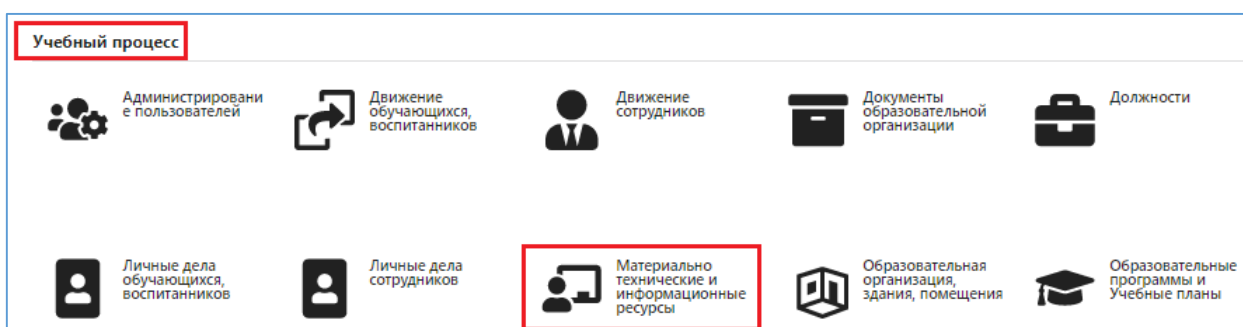 Учебный процесс
Администрировани
е пользователей
Движение
обучающихся,
воспитанников
Движение
сотрудников
Документы
образовательной
организации
Должности
Личные дела
обучающихся,
воспитанников
Личные дела
сотрудников
Материально
технические и
информационные
ресурсы
Образовательная
организация,
здания, помещения
Образовательные
программы и
Учебные планы